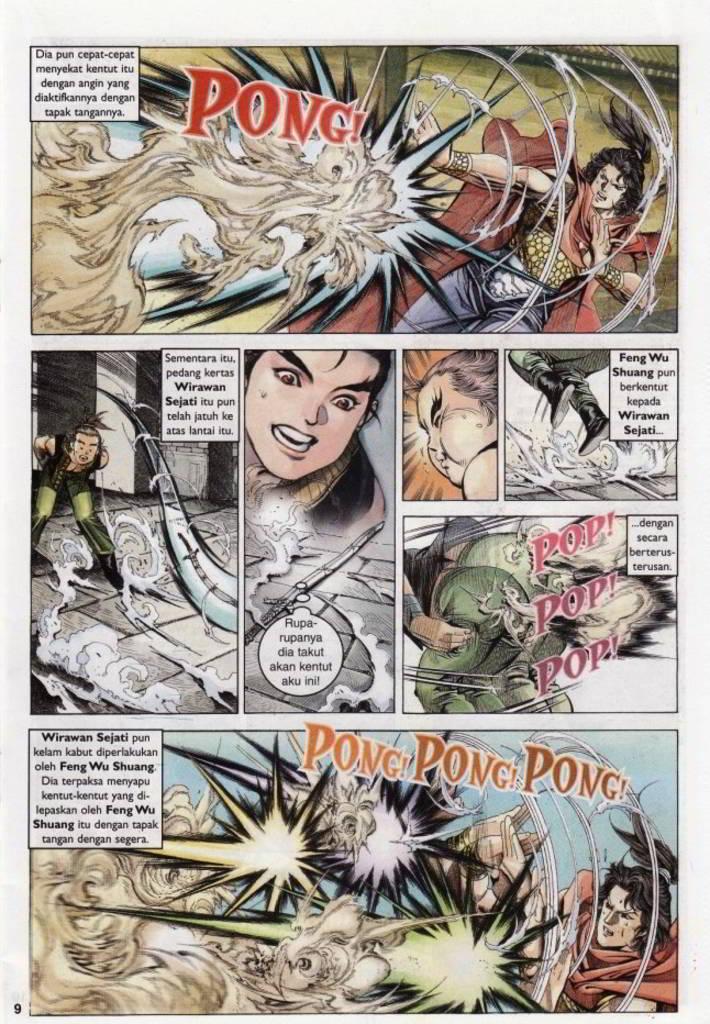 Dia pun cepat-cepat
menyekat kentut itu
dengan angin yang
diaktifkannya dengan
tapak tangannya.
PONG!
Sementara itu,
pedang kertas
Wirawan
Sejati itu pun
telah jatuh ke
atas lantai itu.
Rupa-
rupanya
dia takut
akan kentut
aku ini!
Feng Wu
Shuang pun
berkentut
kepada
Wirawan
Sejati...
...dengan
secara
berterus-
terusan.
POP!
POP!
POP!
Wirawan Sejati pun
kelam kabut diperlakukan
oleh Feng Wu Shuang.
Dia terpaksa menyapu
kentut-kentut yang di-
lepaskan oleh Feng Wu
Shuang itu dengan tapak
tangan dengan segera.
PONG! PONG! PONG!
9